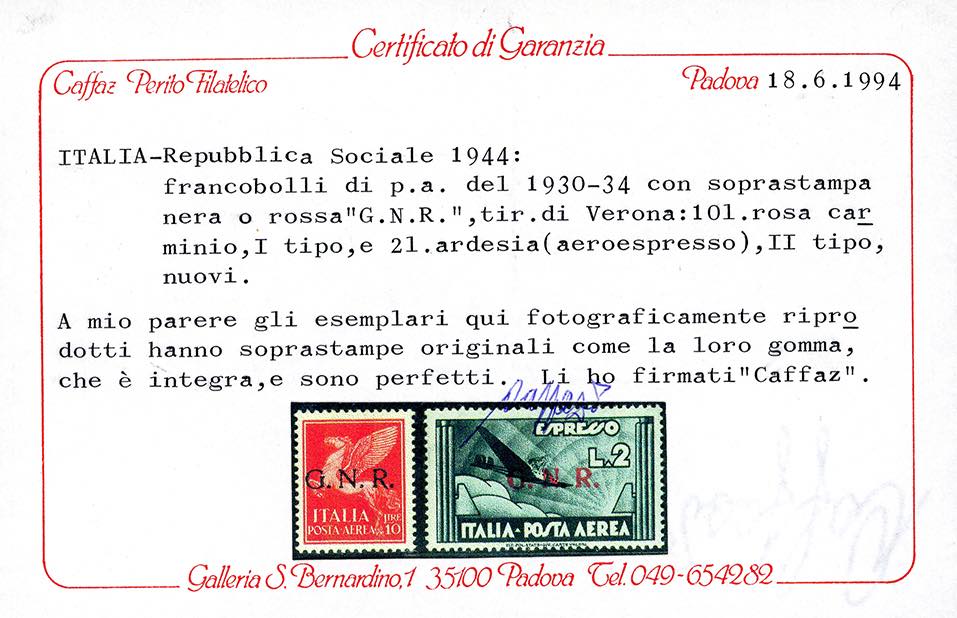 Certificato di Garanzia
Caffaz Perito Filatelico
Padova 18.6.1994
ITALIA-Repubblica Sociale 1944:
francobolli di p.a. del 1930-34 con soprastampa
nera o rossa"G.N.R.",tir.di Verona:10l.rosa car
minio,I tipo,e 2l.ardesia(aeroespresso),II tipo,
nuovi.
A mio parere gli esemplari qui fotograficamente ripro
dotti hanno soprastampe originali come la loro gomma,
che è integra,e sono perfetti. Li ho firmati"Caffaz".
Caffaz
G.N.R.
ITALIA
POSTA-AEREA
LIRE
10
ESPRESSO
L.2
G.N.R.
ITALIA-POSTA AEREA
Galleria S. Bernardino,1 35100 Padova Tel. 049-654282